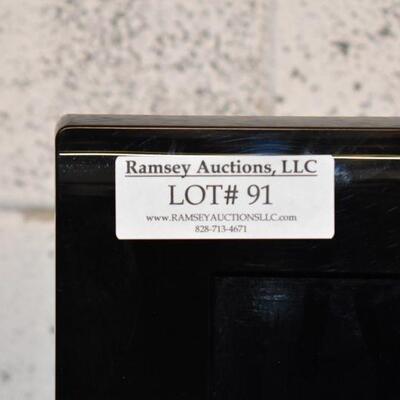 Ramsey Auctions, LLC
LOT# 91
www.RAMSEYAUCTIONSLLC.com
828-713-4671